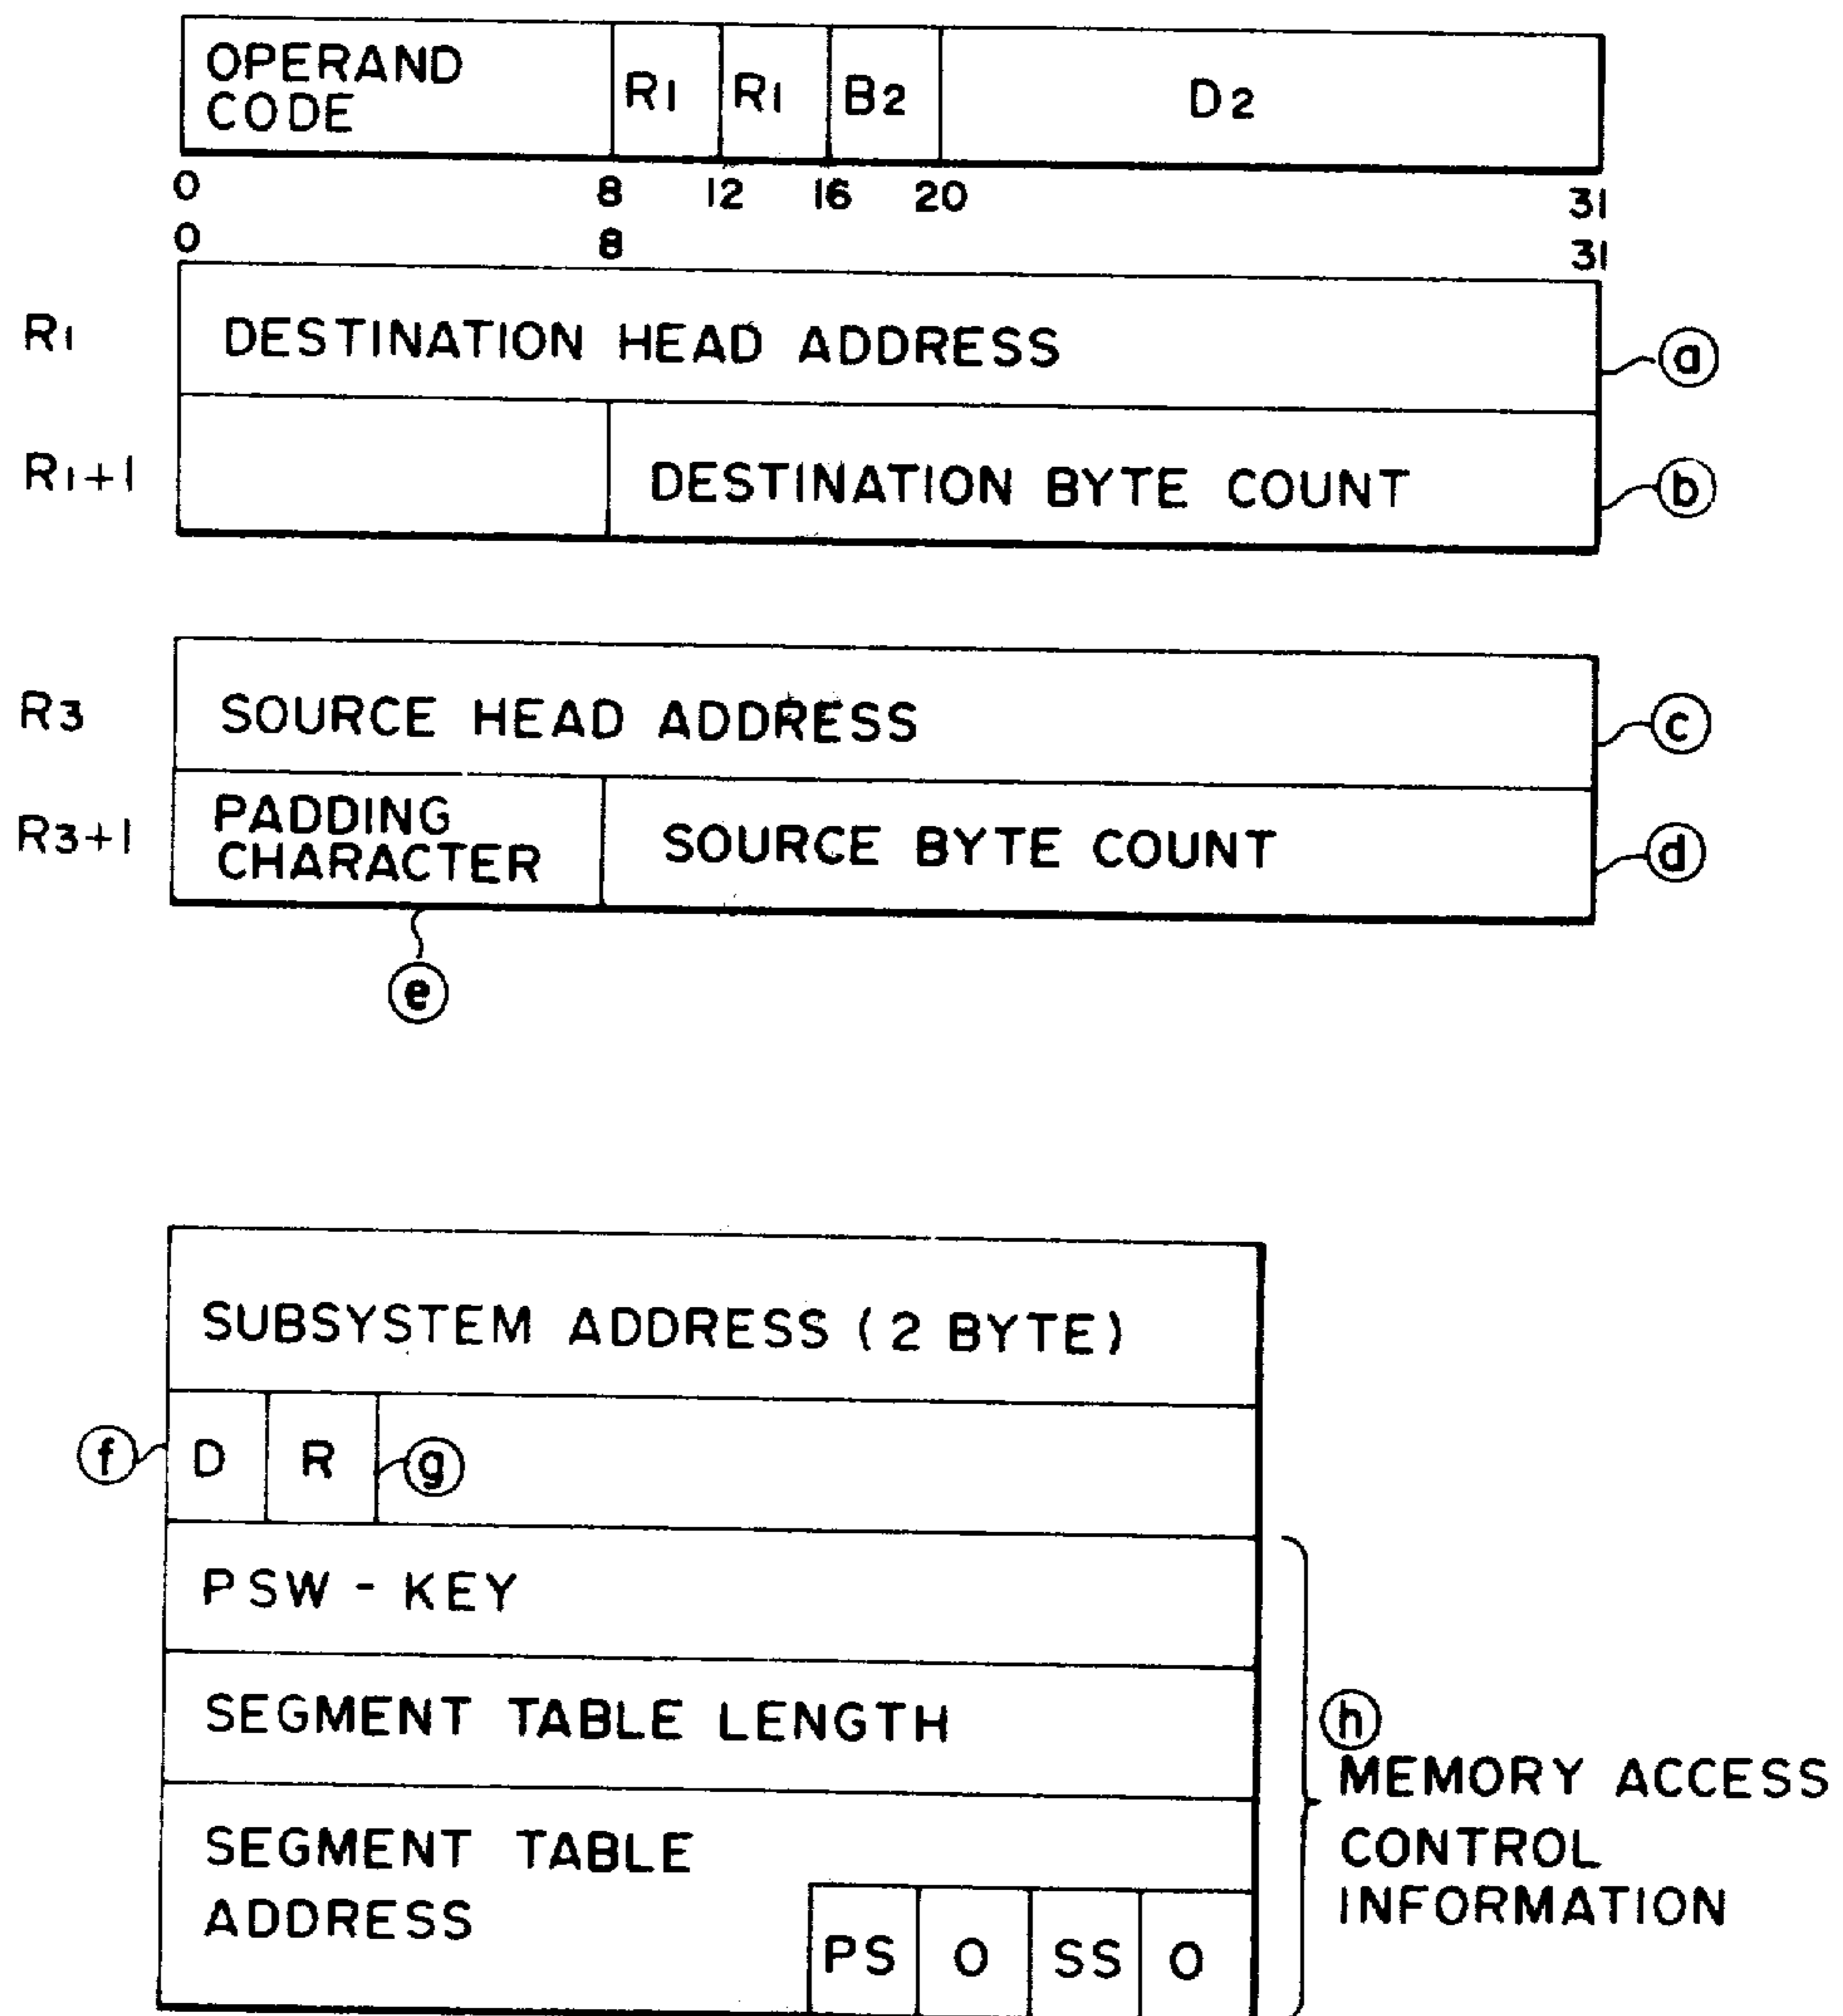 OPERAND
CODE
R1 R1 B2 D2
0 8 12 16 20 31
0 8 31
R1 DESTINATION HEAD ADDRESS a
R1+1 DESTINATION BYTE COUNT b
R3 SOURCE HEAD ADDRESS c
R3+1 PADDING
CHARACTER
SOURCE BYTE COUNT d
e
SUBSYSTEM ADDRESS (2 BYTE)
f D R g
PSW - KEY
SEGMENT TABLE LENGTH
h
MEMORY ACCESS
CONTROL
INFORMATION
SEGMENT TABLE
ADDRESS
PS 0 SS 0